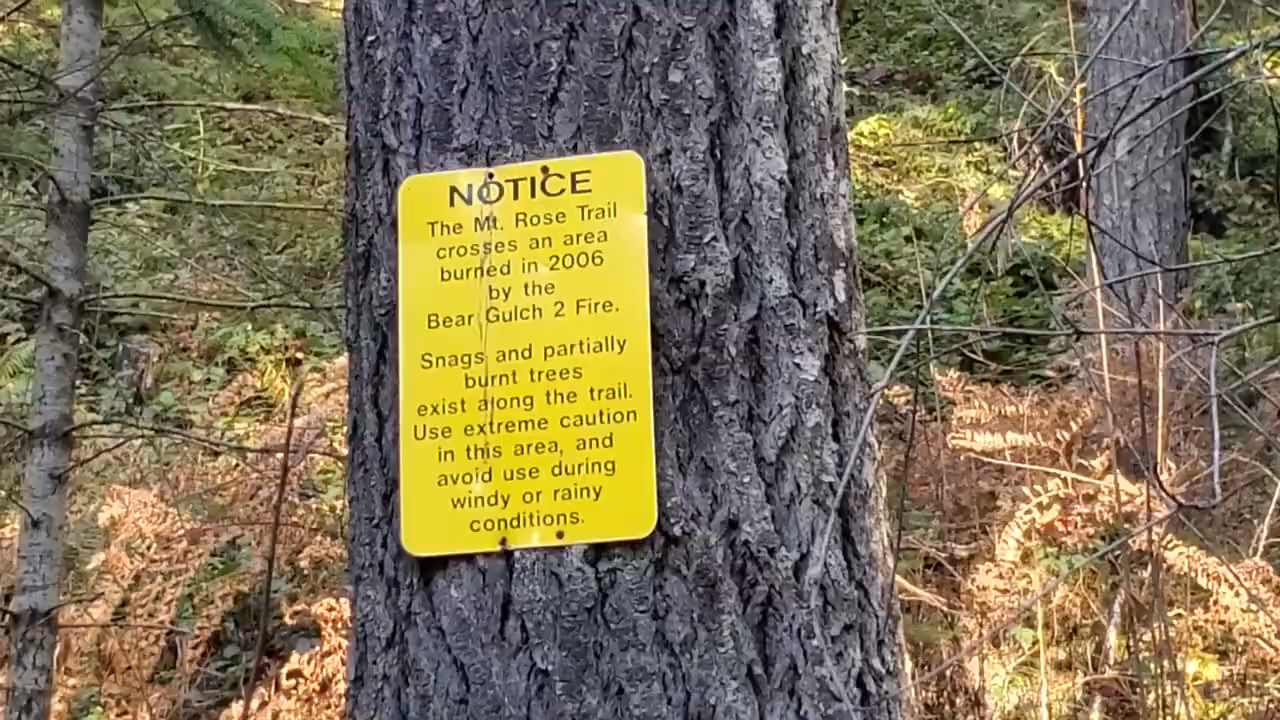 NOTICE
The Mt. Rose Trail
crosses an area
burned in 2006
by the
Bear Gulch 2 Fire.
Snags and partially
burnt trees
exist along the trail.
Use extreme caution
in this area, and
avoid use during
windy or rainy
conditions.